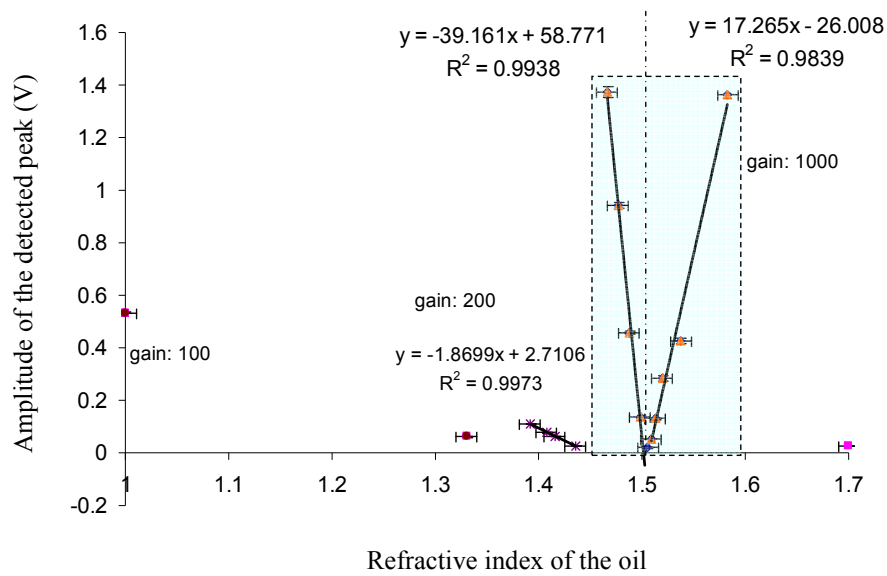 y = -39.161x + 58.771
R² = 0.9938
y = 17.265x - 26.008
R² = 0.9839
1.6
1.4
1.2
1
0.8
0.6
0.4
0.2
0
-0.2
Amplitude of the detected peak (V)
gain: 1000
gain: 200
gain: 100
y = -1.8699x + 2.7106
R² = 0.9973
1 1.1 1.2 1.3 1.4 1.5 1.6 1.7
Refractive index of the oil